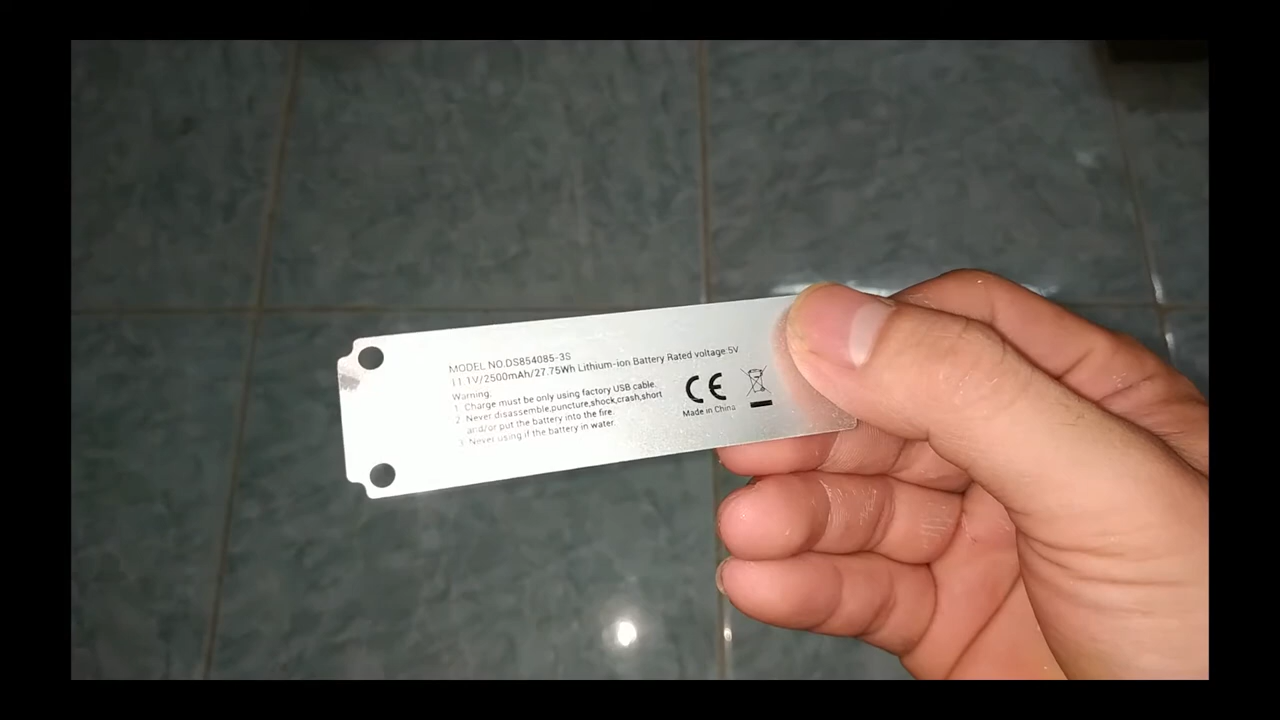 MODEL NO.DS854085-3S
11.1V/2500mAh/27.75Wh Lithium-ion Battery Rated voltage:5V
Warning:
1. Charge must be only using factory USB cable.
2. Never disassemble,puncture,shock,crash,short
and/or put the battery into the fire.
3. Never using if the battery in water.
CE
Made in China